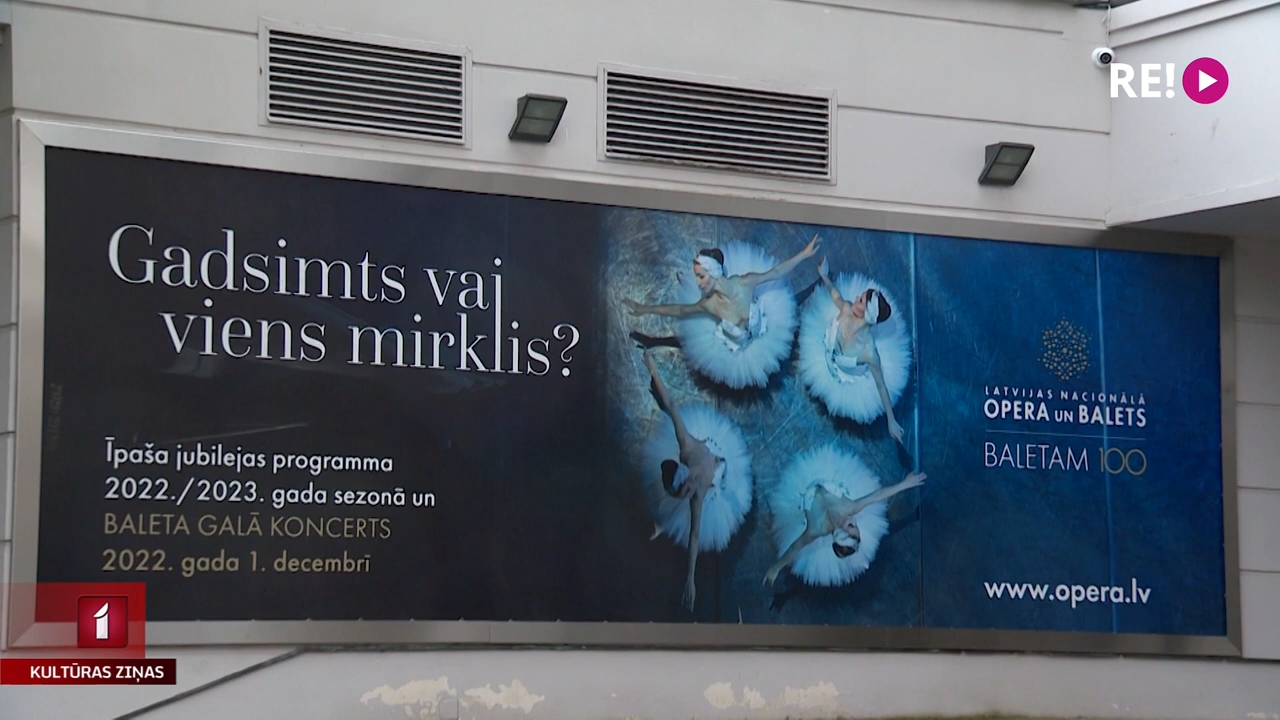 RE!
Gadsimts vai
viens mirklis?
Īpaša jubilejas programma
2022./2023. gada sezonā un
BALETA GALĀ KONCERTS
2022. gada 1. decembrī
LATVIJAS NACIONĀLĀ
OPERA UN BALETS
BALETAM 100
www.opera.lv
1
KULTŪRAS ZIŅAS